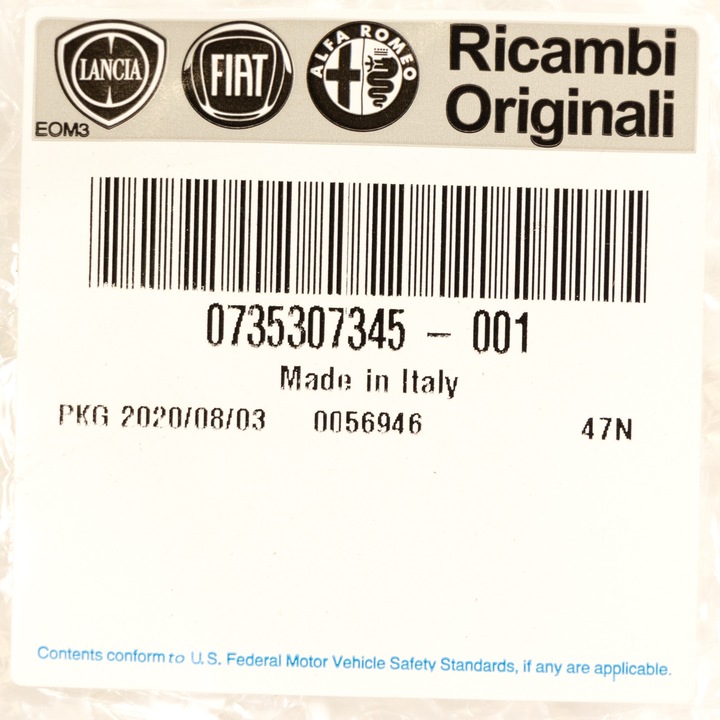 LANCIA FIAT ALFA ROMEO Ricambi
Originali
EOM3
0735307345 - 001
Made in Italy
PKG 2020/08/03 0056946 47N
Contents conform to U.S. Federal Motor Vehicle Safety Standards, if any are applicable.